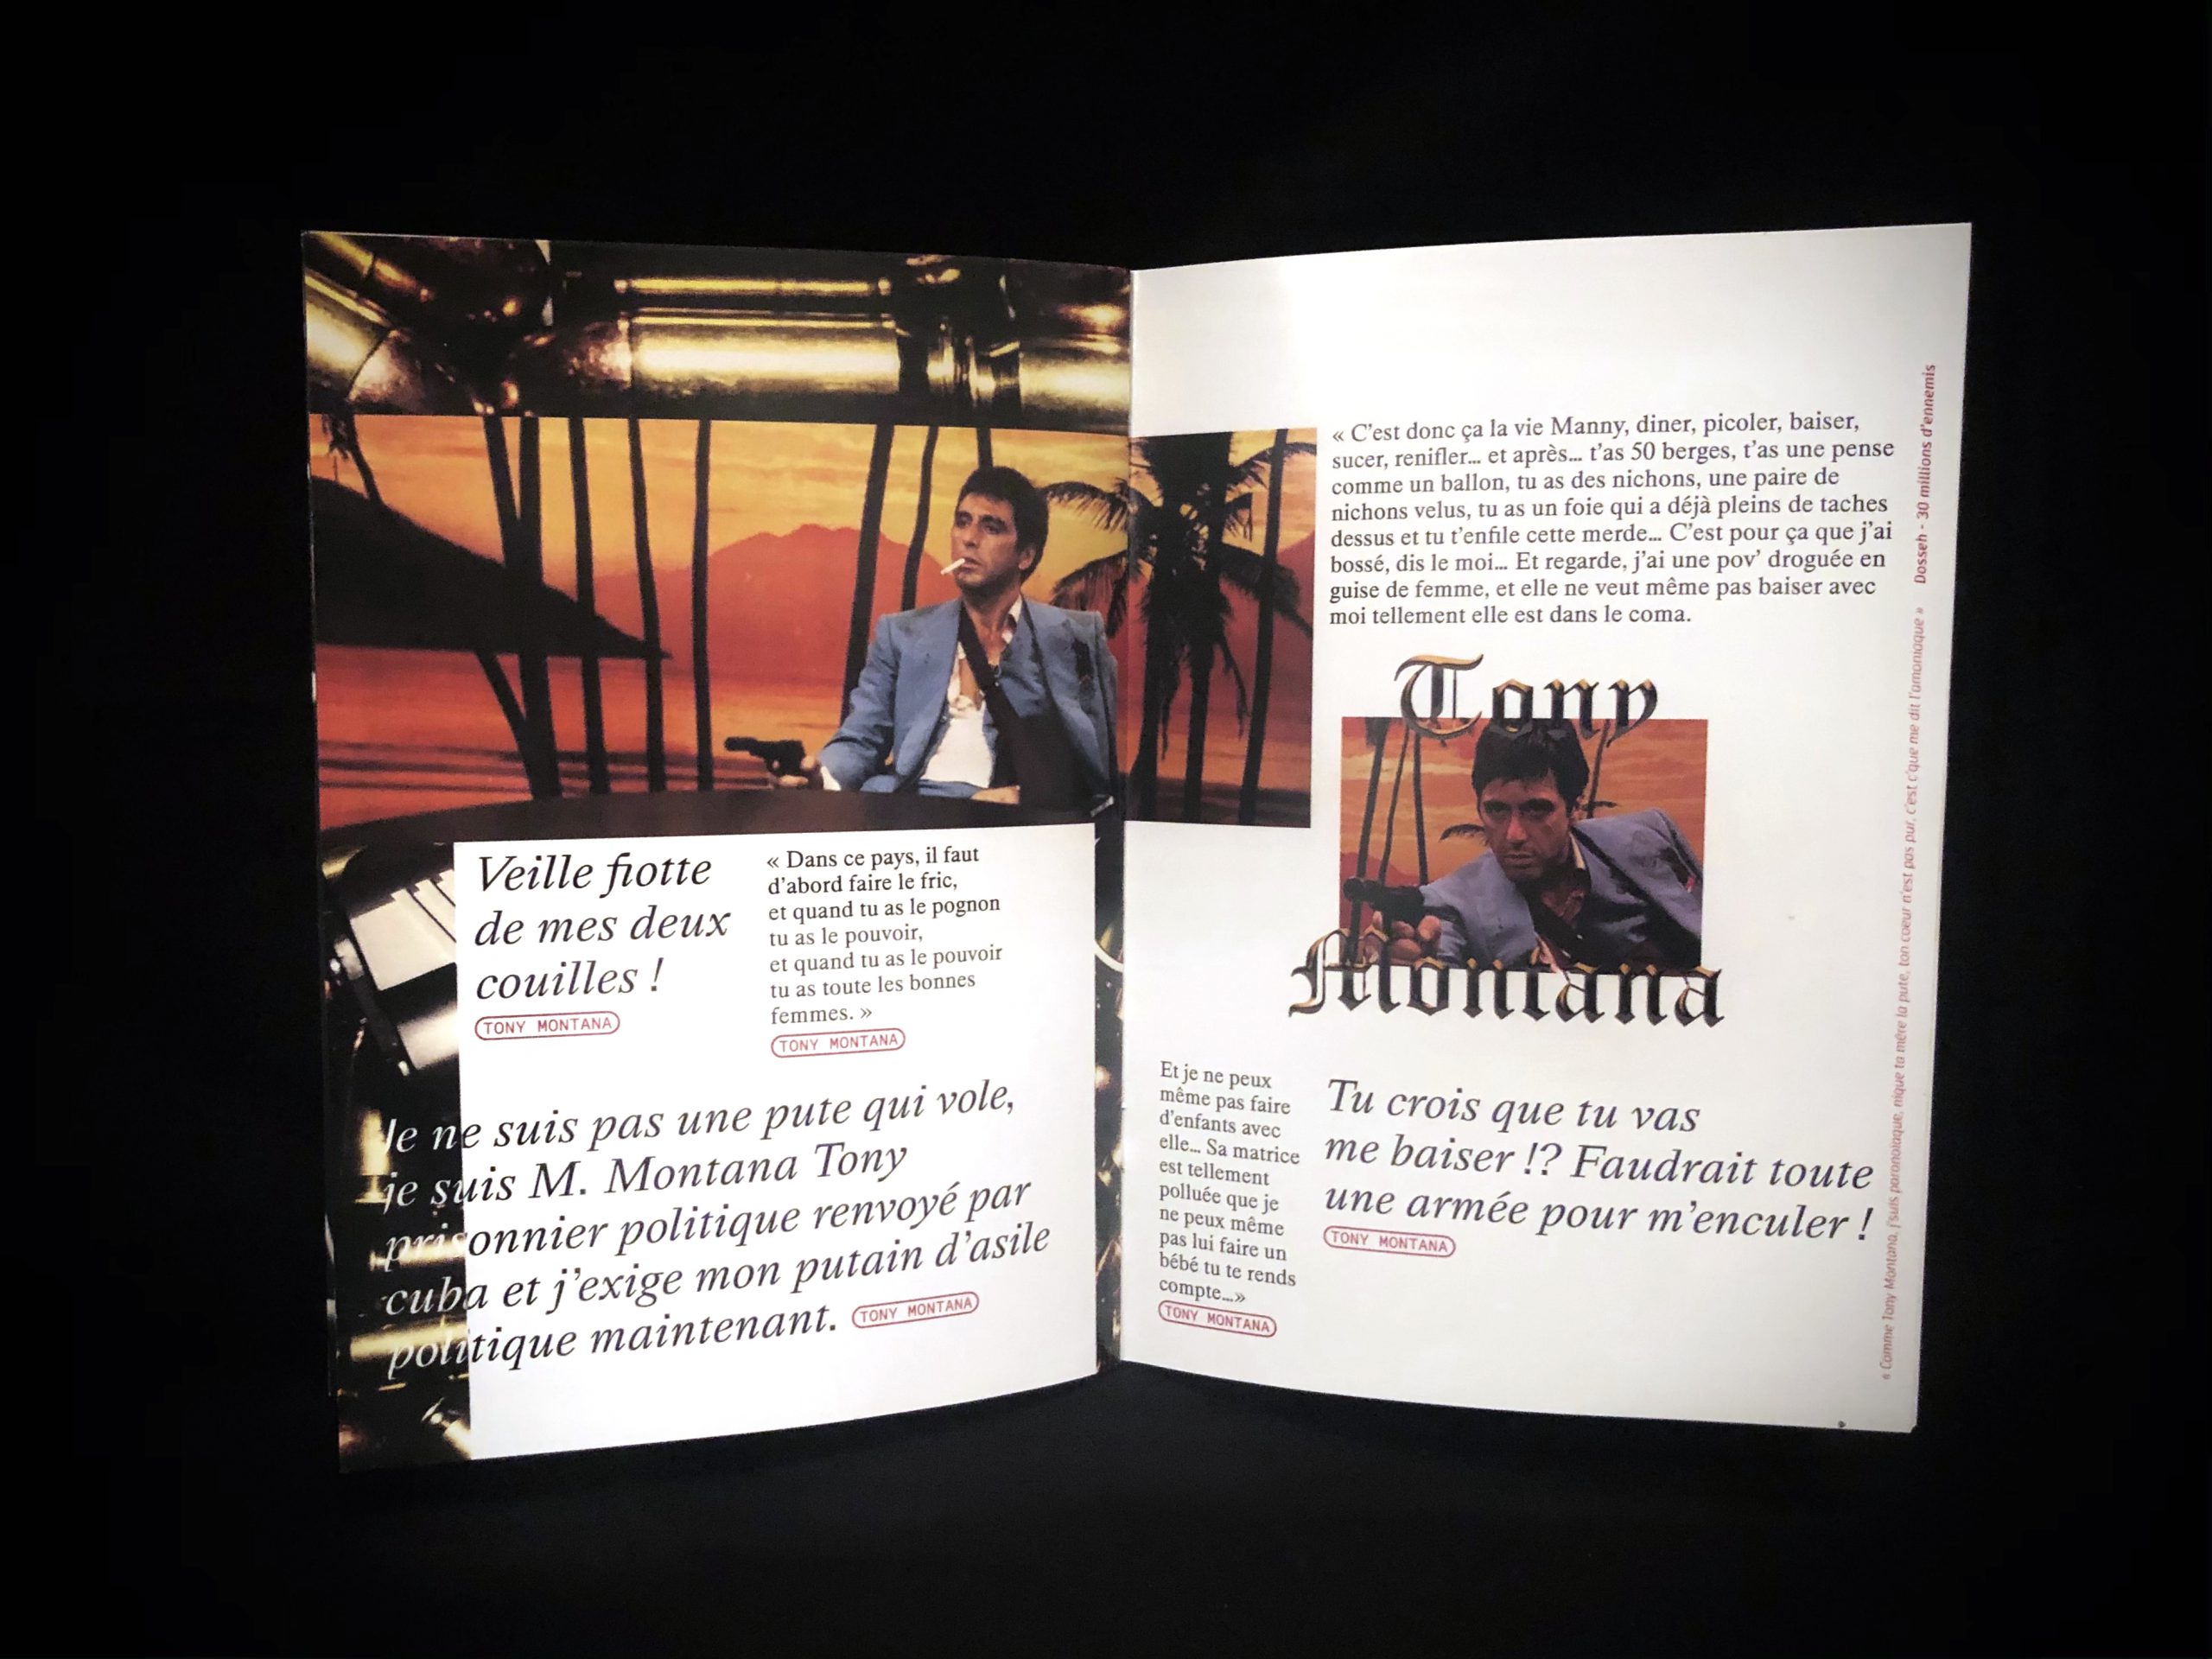 Veille fiotte
de mes deux
couilles !
TONY MONTANA
« Dans ce pays, il faut
d'abord faire le fric,
et quand tu as le pognon
tu as le pouvoir,
et quand tu as le pouvoir
tu as toute les bonnes
femmes. »
TONY MONTANA
Je ne suis pas une pute qui vole,
je suis M. Montana Tony
prisonnier politique renvoyé par
cuba et j'exige mon putain d'asile
politique maintenant.
TONY MONTANA
« C'est donc ça la vie Manny, diner, picoler, baiser,
sucer, renifler... et après... t'as 50 berges, t'as une pense
comme un ballon, tu as des nichons, une paire de
nichons velus, tu as un foie qui a déjà pleins de taches
dessus et tu t'enfile cette merde... C'est pour ça que j'ai
bossé, dis le moi... Et regarde, j'ai une pov' droguée en
guise de femme, et elle ne veut même pas baiser avec
moi tellement elle est dans le coma.
Tony
Montana
Et je ne peux
même pas faire
d'enfants avec
elle... Sa matrice
est tellement
polluée que je
ne peux même
pas lui faire un
bébé tu te rends
compte...»
TONY MONTANA
Tu crois que tu vas
me baiser !? Faudrait toute
une armée pour m'enculer !
TONY MONTANA
« Comme Tony Montana, j'suis paranoïaque, nique ta mère la pute, ton coeur n'est pas pur, c'est c'que me dit l'amoniaque » Dosseh - 30 millions d'ennemis